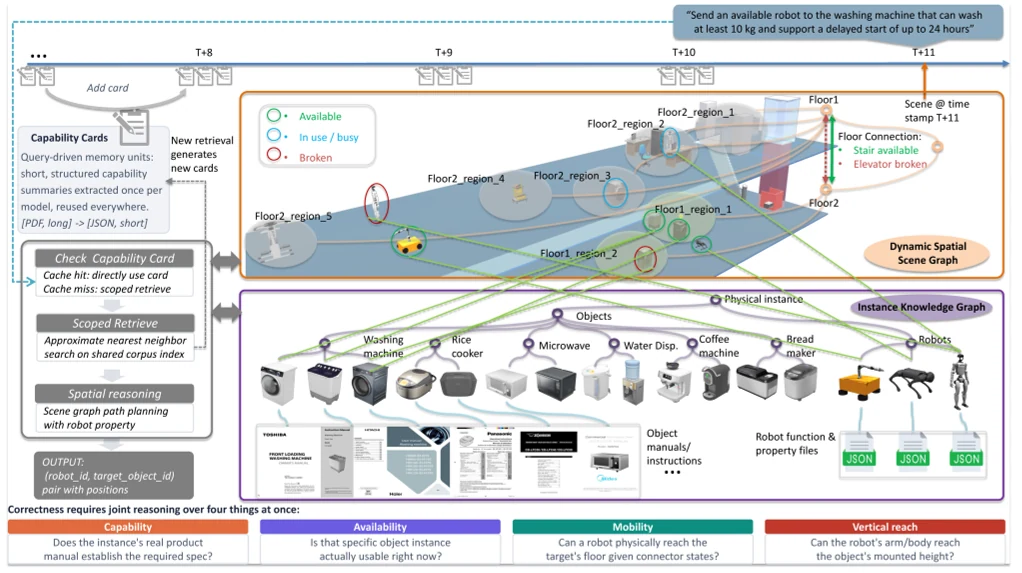 “Send an available robot to the washing machine that can wash
at least 10 kg and support a delayed start of up to 24 hours”
...
T+8
T+9
T+10
T+11
Add card
Capability Cards
Query-driven memory units:
short, structured capability
summaries extracted once per
model, reused everywhere.
[PDF, long] -> [JSON, short]
New retrieval
generates
new cards
Check Capability Card
Cache hit: directly use card
Cache miss: scoped retrieve
Scoped Retrieve
Approximate nearest neighbor
search on shared corpus index
Spatial reasoning
Scene graph path planning
with robot property
OUTPUT:
(robot_id, target_object_id)
pair with positions
• Available
• In use / busy
• Broken
Floor2_region_1
Floor2_region_2
Floor2_region_3
Floor2_region_4
Floor2_region_5
Floor1_region_1
Floor1_region_2
Floor1
Floor2
Scene @ time
stamp T+11
Floor Connection:
• Stair available
• Elevator broken
Dynamic Spatial
Scene Graph
Physical instance
Instance Knowledge Graph
Objects
Washing
machine
Rice
cooker
Microwave
Water Disp.
Coffee
machine
Bread
maker
Robots
TOSHIBA
FRONT LOADING
WASHING MACHINE
HITACHI
Haier
Panasonic
Midea
Object
manuals/
instructions
...
Robot function &
property files
JSON
JSON
JSON
Correctness requires joint reasoning over four things at once:
Capability
Does the instance's real product
manual establish the required spec?
Availability
Is that specific object instance
actually usable right now?
Mobility
Can a robot physically reach the
target's floor given connector states?
Vertical reach
Can the robot's arm/body reach
the object's mounted height?